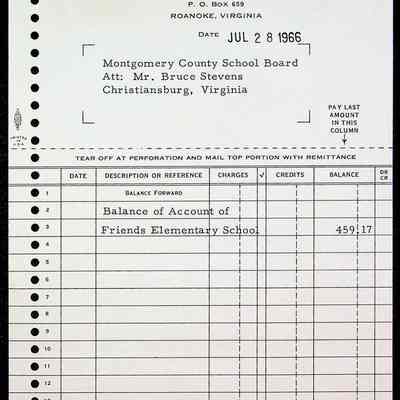 P. O. BOX 659
ROANOKE, VIRGINIA
DATE JUL 28 1966
Montgomery County School Board
Att: Mr. Bruce Stevens
Christiansburg, Virginia
PAY LAST
AMOUNT
IN THIS
COLUMN
PRINTED IN
U.S.A.
TEAR OFF AT PERFORATION AND MAIL TOP PORTION WITH REMITTANCE
DATE DESCRIPTION OR REFERENCE CHARGES √ CREDITS BALANCE DR CR
1 BALANCE FORWARD
2 Balance of Account of
3 Friends Elementary School 459.17
4
5
6
7
8
9
10
11
12